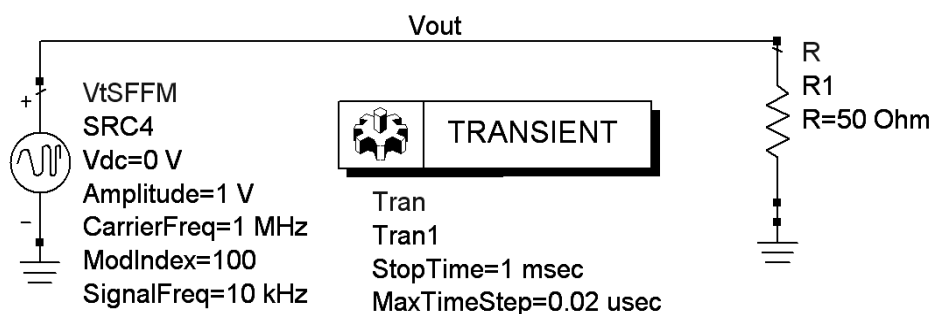 Vout
+
VtSFFM
SRC4
Vdc=0 V
Amplitude=1 V
CarrierFreq=1 MHz
ModIndex=100
SignalFreq=10 kHz
–
TRANSIENT
Tran
Tran1
StopTime=1 msec
MaxTimeStep=0.02 usec
R
R1
R=50 Ohm